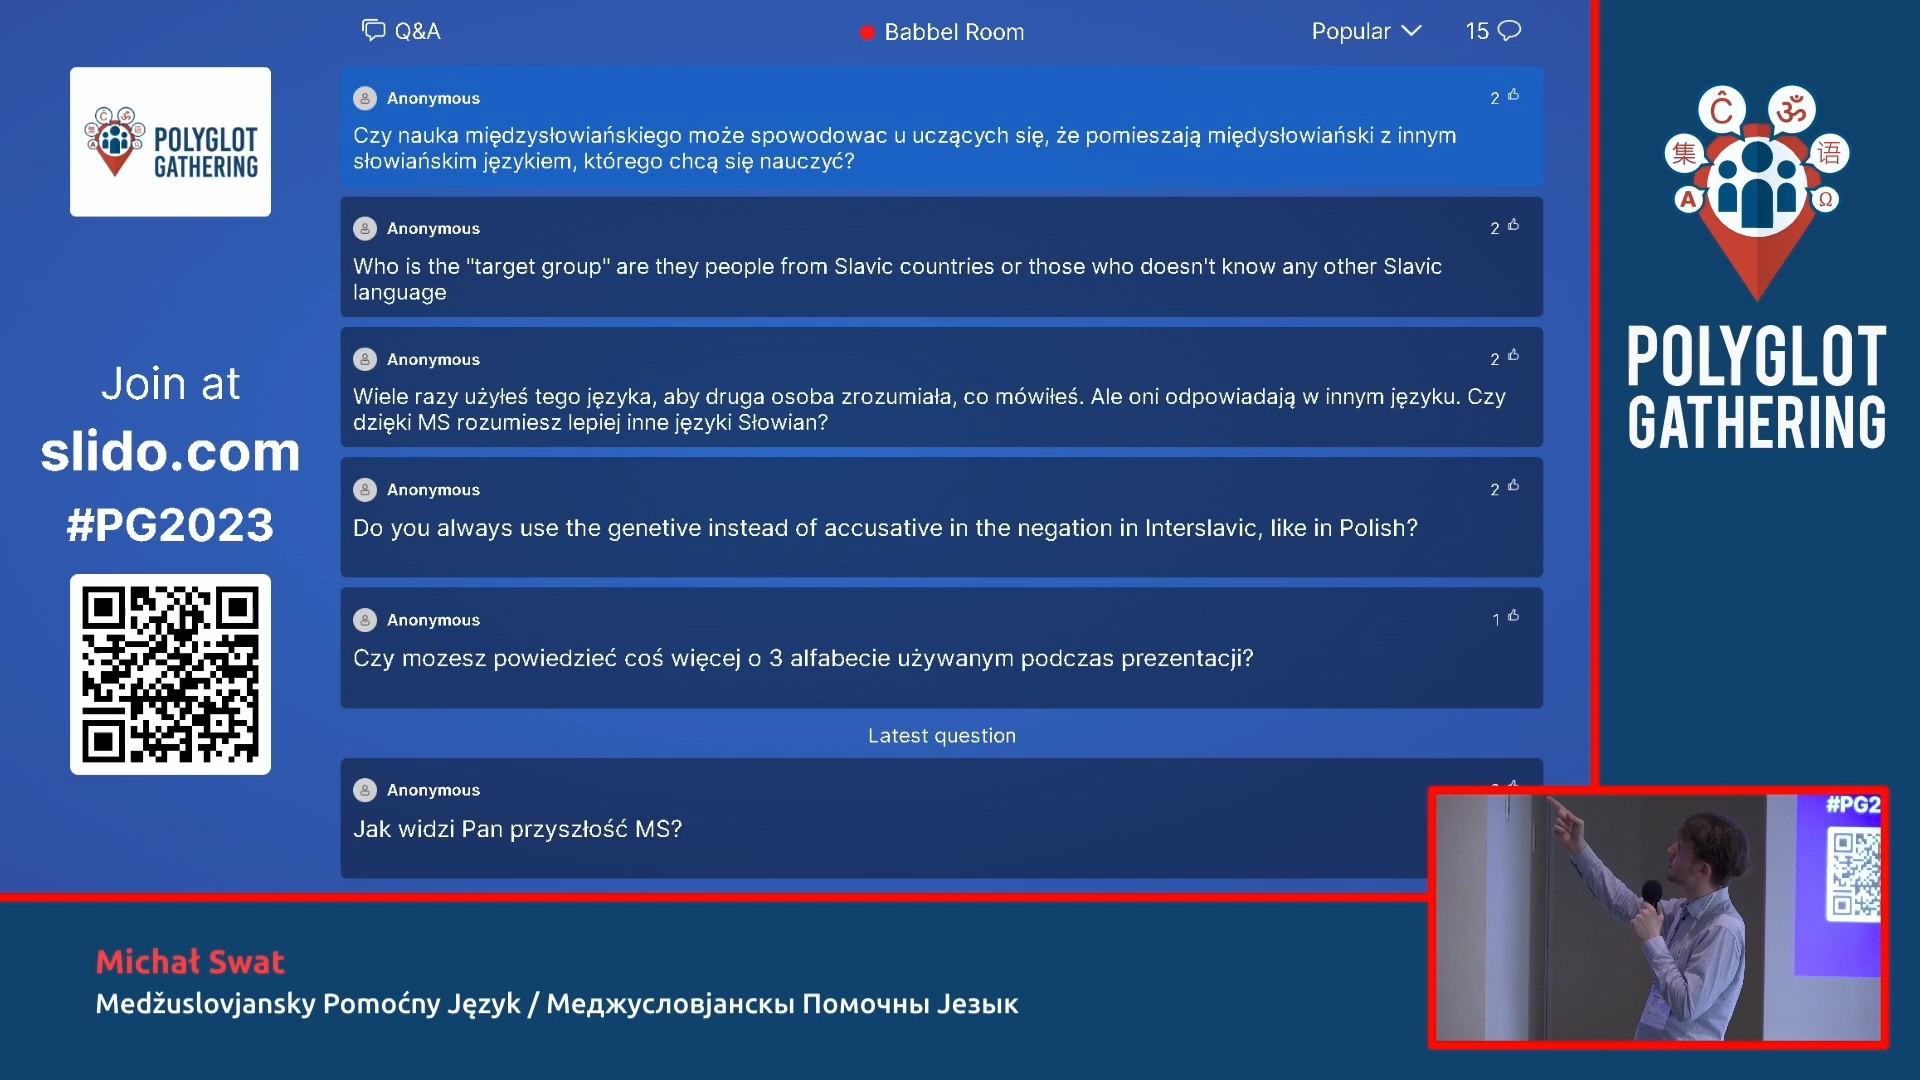 Q&A
Babbel Room
Popular
15
POLYGLOT
GATHERING
Join at
slido.com
#PG2023
Anonymous
2
Czy nauka międzysłowiańskiego może spowodowac u uczących się, że pomieszają międysłowiański z innym
słowiańskim językiem, którego chcą się nauczyć?
Anonymous
2
Who is the "target group" are they people from Slavic countries or those who doesn't know any other Slavic
language
Anonymous
2
Wiele razy użyłeś tego języka, aby druga osoba zrozumiała, co mówiłeś. Ale oni odpowiadają w innym języku. Czy
dzięki MS rozumiesz lepiej inne języki Słowian?
Anonymous
2
Do you always use the genetive instead of accusative in the negation in Interslavic, like in Polish?
Anonymous
1
Czy mozesz powiedzieć coś więcej o 3 alfabecie używanym podczas prezentacji?
Latest question
Anonymous
Jak widzi Pan przyszłość MS?
Ĉ
ॐ
集
语
A
Ω
POLYGLOT
GATHERING
#PG2
Michał Swat
Medžuslovjansky Pomoćny Język / Меджусловјанскы Помочны Језык